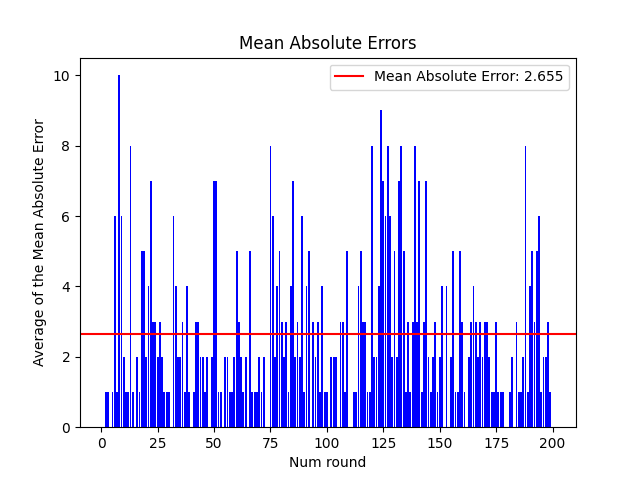 Mean Absolute Errors
Mean Absolute Error: 2.655
Average of the Mean Absolute Error
10
8
6
4
2
0
0 25 50 75 100 125 150 175 200
Num round